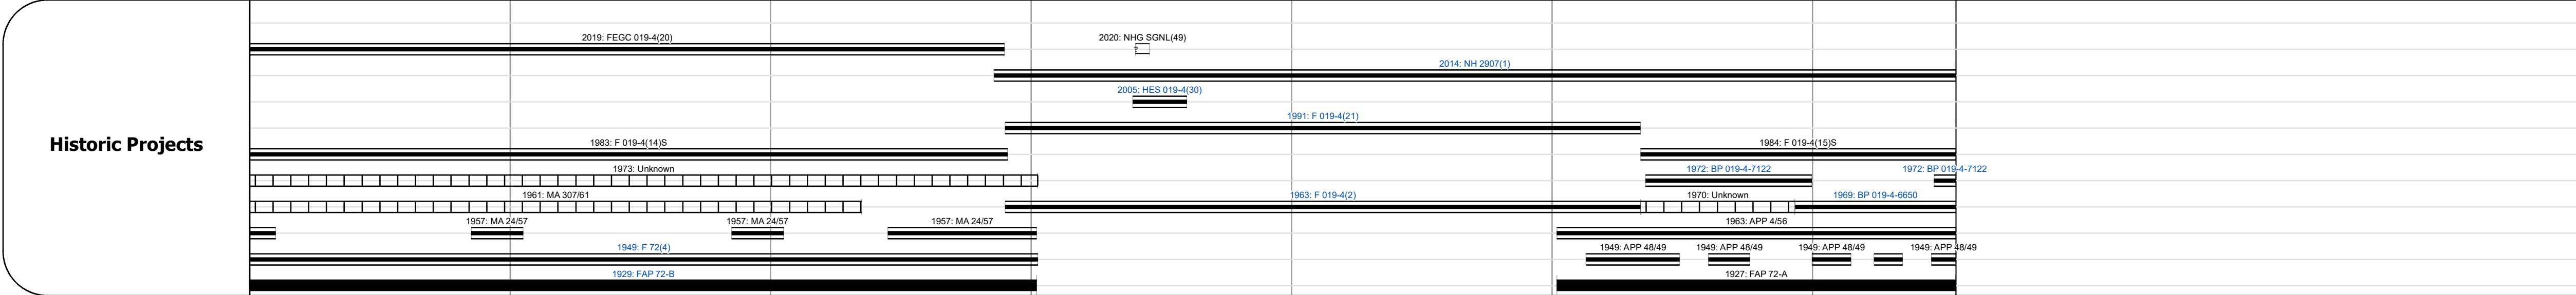 Historic Projects
2019: FEGC 019-4(20)
2020: NHG SGNL(49)
?
2014: NH 2907(1)
2005: HES 019-4(30)
1991: F 019-4(21)
1983: F 019-4(14)S
1984: F 019-4(15)S
1973: Unknown
1972: BP 019-4-7122
1972: BP 019-4-7122
1961: MA 307/61
1963: F 019-4(2)
1970: Unknown
1969: BP 019-4-6650
1957: MA 24/57
1957: MA 24/57
1957: MA 24/57
1963: APP 4/56
1949: F 72(4)
1949: APP 48/49
1949: APP 48/49
1949: APP 48/49
1949: APP 48/49
1929: FAP 72-B
1927: FAP 72-A